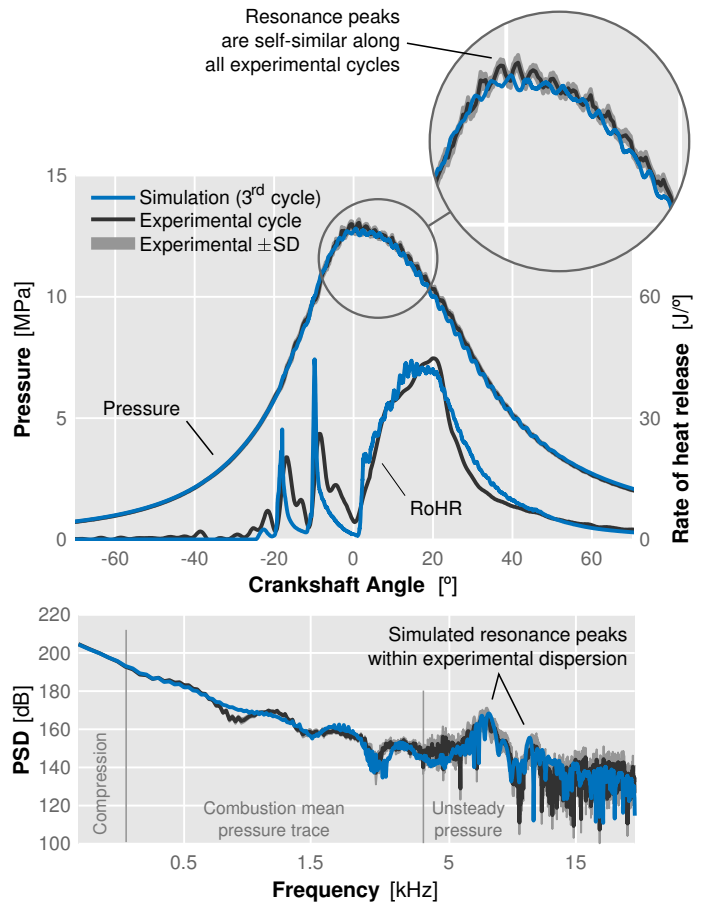 Resonance peaks
are self-similar along
all experimental cycles
15
Simulation (3rd cycle)
Experimental cycle
Experimental ±SD
10
60
Pressure [MPa]
Rate of heat release [J/º]
Pressure
5
30
RoHR
0
0
-60
-40
-20
0
20
40
60
Crankshaft Angle [º]
220
200
180
160
140
120
100
PSD [dB]
Simulated resonance peaks
within experimental dispersion
Compression
Combustion mean
pressure trace
Unsteady
pressure
0.5
1.5
5
15
Frequency [kHz]